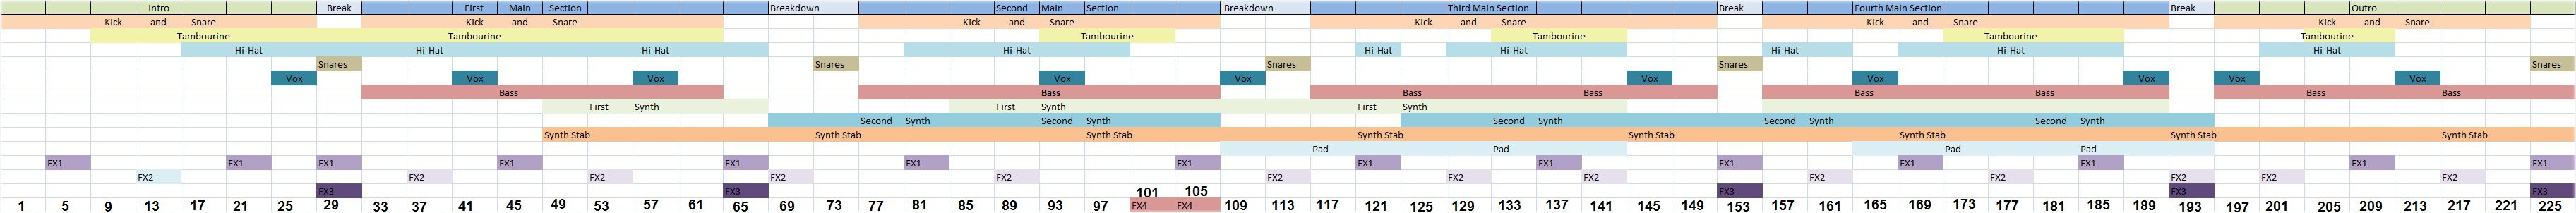 Intro Break First Main Section Breakdown Second Main Section Breakdown Third Main Section Break Fourth Main Section Break Outro
Kick and Snare Kick and Snare Kick and Snare Kick and Snare Kick and Snare Kick and Snare
Tambourine Tambourine Tambourine Tambourine Tambourine Tambourine
Hi-Hat Hi-Hat Hi-Hat Hi-Hat Hi-Hat Hi-Hat Hi-Hat Hi-Hat Hi-Hat
Snares Snares Snares Snares Snares
Vox Vox Vox Vox Vox Vox Vox Vox Vox Vox
Bass Bass Bass Bass Bass Bass Bass Bass
First Synth First Synth First Synth
Second Synth Second Synth Second Synth Second Synth Second Synth
Synth Stab Synth Stab Synth Stab Synth Stab Synth Stab Synth Stab Synth Stab Synth Stab
Pad Pad Pad Pad
FX1 FX1 FX1 FX1 FX1 FX1 FX1 FX1 FX1 FX1 FX1 FX1 FX1 FX1
FX2 FX2 FX2 FX2 FX2 FX2 FX2 FX2 FX2 FX2 FX2 FX2 FX2
FX3 FX3 101 105 FX3 FX3 FX3
1 5 9 13 17 21 25 29 33 37 41 45 49 53 57 61 65 69 73 77 81 85 89 93 97 FX4 FX4 109 113 117 121 125 129 133 137 141 145 149 153 157 161 165 169 173 177 181 185 189 193 197 201 205 209 213 217 221 225